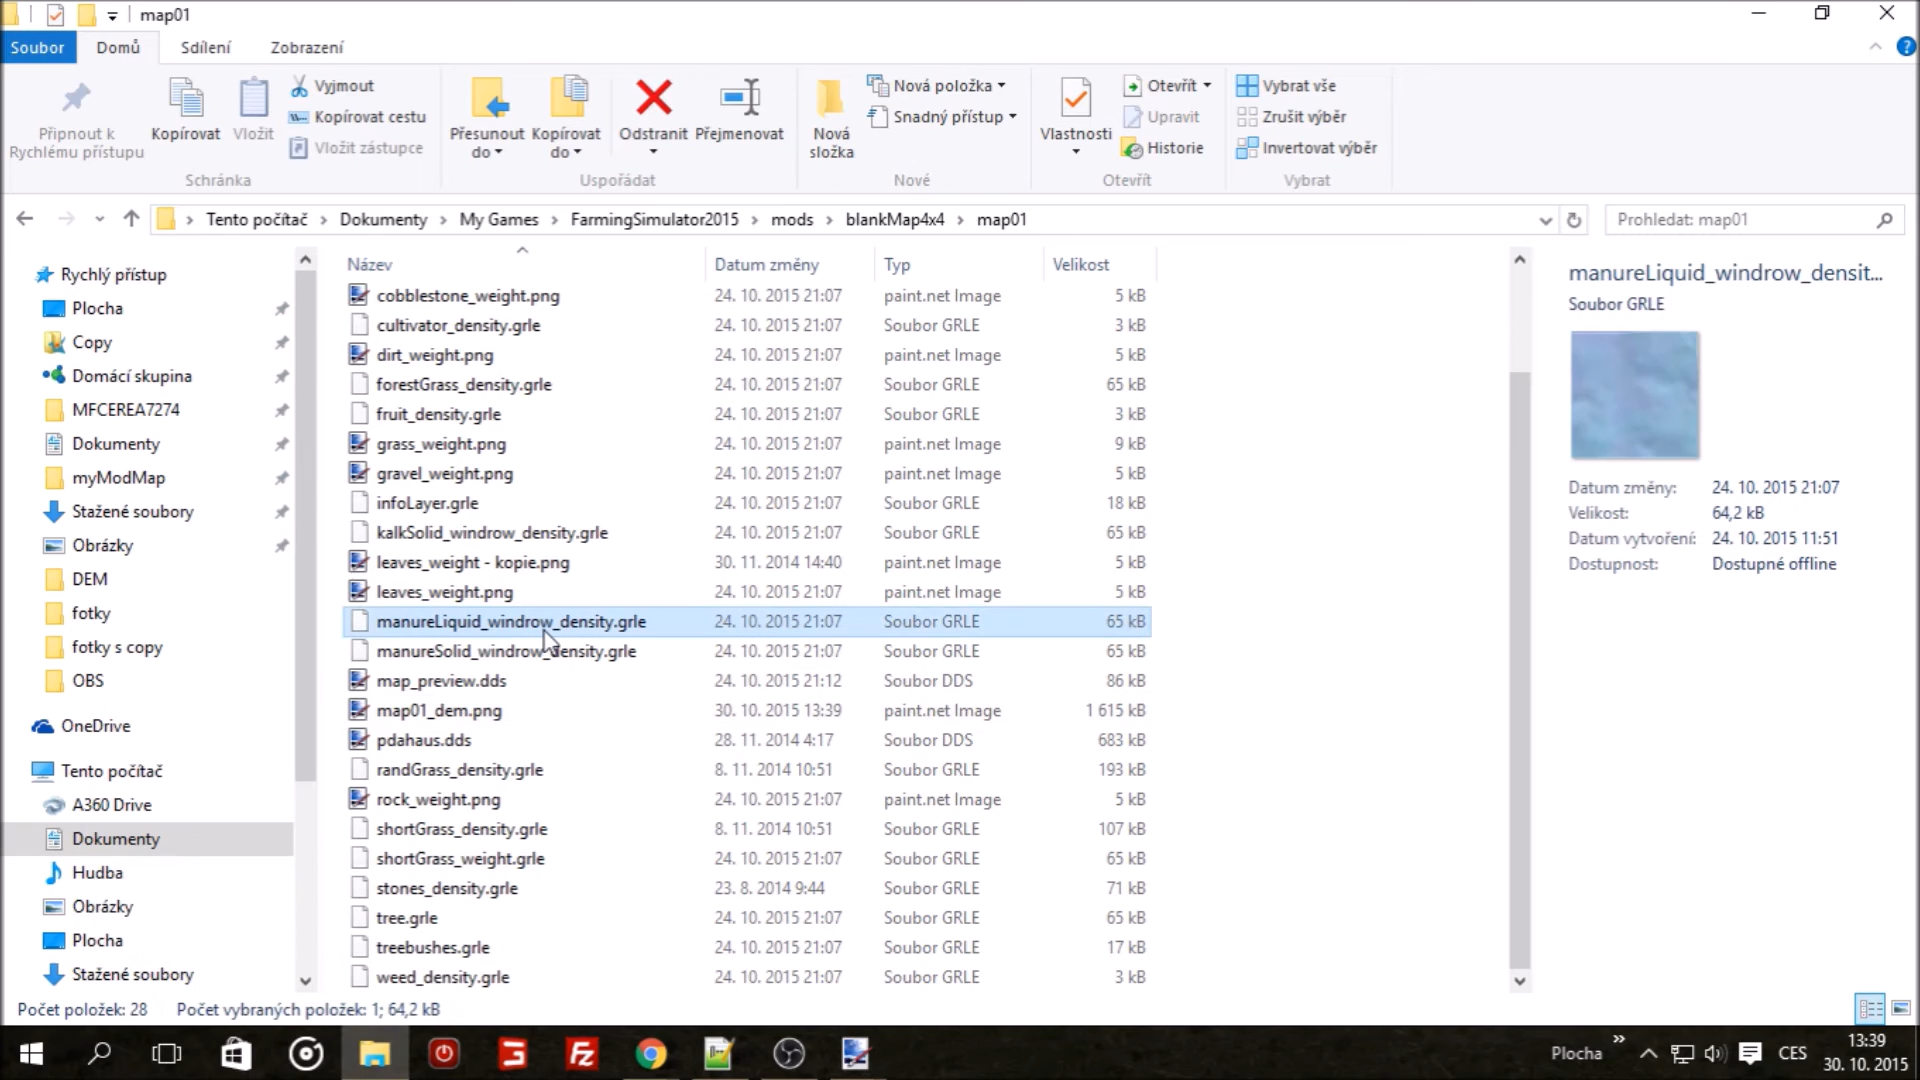 map01
Soubor Domů Sdílení Zobrazení
Připnout k Rychlému přístupu
Kopírovat
Vložit
Vyjmout
Kopírovat cestu
Vložit zástupce
Schránka
Přesunout do
Kopírovat do
Odstranit
Přejmenovat
Uspořádat
Nová složka
Nová položka
Snadný přístup
Nové
Vlastnosti
Otevřít
Upravit
Historie
Otevřít
Vybrat vše
Zrušit výběr
Invertovat výběr
Vybrat
Tento počítač Dokumenty My Games FarmingSimulator2015 mods blankMap4x4 map01
Prohledat: map01
Rychlý přístup
Plocha
Copy
Domácí skupina
MFCEREA7274
Dokumenty
myModMap
Stažené soubory
Obrázky
DEM
fotky
fotky s copy
OBS
OneDrive
Tento počítač
A360 Drive
Dokumenty
Hudba
Obrázky
Plocha
Stažené soubory
Název Datum změny Typ Velikost
cobblestone_weight.png 24. 10. 2015 21:07 paint.net Image 5 kB
cultivator_density.grle 24. 10. 2015 21:07 Soubor GRLE 3 kB
dirt_weight.png 24. 10. 2015 21:07 paint.net Image 5 kB
forestGrass_density.grle 24. 10. 2015 21:07 Soubor GRLE 65 kB
fruit_density.grle 24. 10. 2015 21:07 Soubor GRLE 3 kB
grass_weight.png 24. 10. 2015 21:07 paint.net Image 9 kB
gravel_weight.png 24. 10. 2015 21:07 paint.net Image 5 kB
infoLayer.grle 24. 10. 2015 21:07 Soubor GRLE 18 kB
kalkSolid_windrow_density.grle 24. 10. 2015 21:07 Soubor GRLE 65 kB
leaves_weight - kopie.png 30. 11. 2014 14:40 paint.net Image 5 kB
leaves_weight.png 24. 10. 2015 21:07 paint.net Image 5 kB
manureLiquid_windrow_density.grle 24. 10. 2015 21:07 Soubor GRLE 65 kB
manureSolid_windrow_density.grle 24. 10. 2015 21:07 Soubor GRLE 65 kB
map_preview.dds 24. 10. 2015 21:12 Soubor DDS 86 kB
map01_dem.png 30. 10. 2015 13:39 paint.net Image 1 615 kB
pdahaus.dds 28. 11. 2014 4:17 Soubor DDS 683 kB
randGrass_density.grle 8. 11. 2014 10:51 Soubor GRLE 193 kB
rock_weight.png 24. 10. 2015 21:07 paint.net Image 5 kB
shortGrass_density.grle 8. 11. 2014 10:51 Soubor GRLE 107 kB
shortGrass_weight.grle 24. 10. 2015 21:07 Soubor GRLE 65 kB
stones_density.grle 23. 8. 2014 9:44 Soubor GRLE 71 kB
tree.grle 24. 10. 2015 21:07 Soubor GRLE 65 kB
treebushes.grle 24. 10. 2015 21:07 Soubor GRLE 17 kB
weed_density.grle 24. 10. 2015 21:07 Soubor GRLE 3 kB
manureLiquid_windrow_densit...
Soubor GRLE
Datum změny: 24. 10. 2015 21:07
Velikost: 64,2 kB
Datum vytvoření: 24. 10. 2015 11:51
Dostupnost: Dostupné offline
Počet položek: 28 Počet vybraných položek: 1; 64,2 kB
Plocha CES
13:39
30. 10. 2015